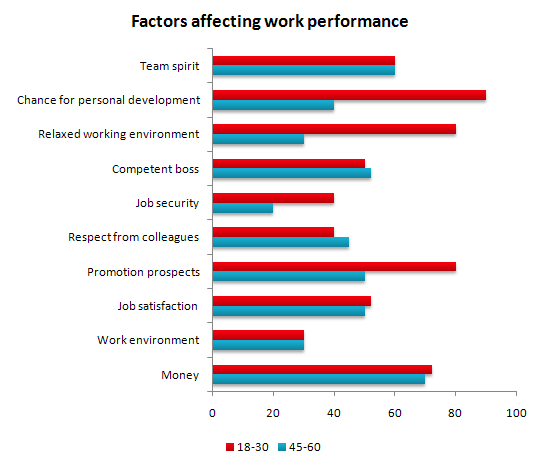 Factors affecting work performance
Team spirit
Chance for personal development
Relaxed working environment
Competent boss
Job security
Respect from colleagues
Promotion prospects
Job satisfaction
Work environment
Money
0 20 40 60 80 100
18-30 45-60